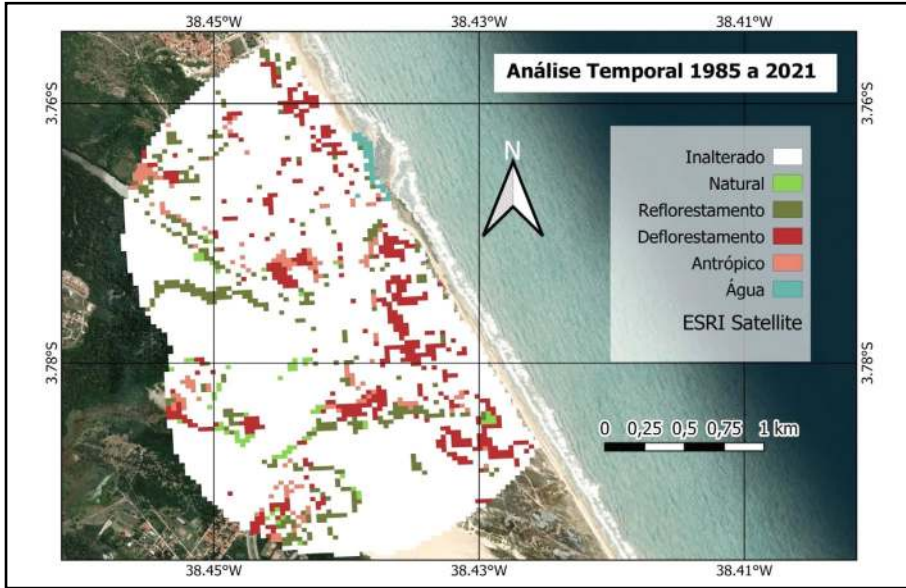 38.45°W 38.43°W 38.41°W
Análise Temporal 1985 a 2021
3.76°S 3.76°S
N
Inalterado
Natural
Reflorestamento
Deflorestamento
Antrópico
Água
ESRI Satellite
3.78°S 3.78°S
0 0,25 0,5 0,75 1 km
38.45°W 38.43°W 38.41°W